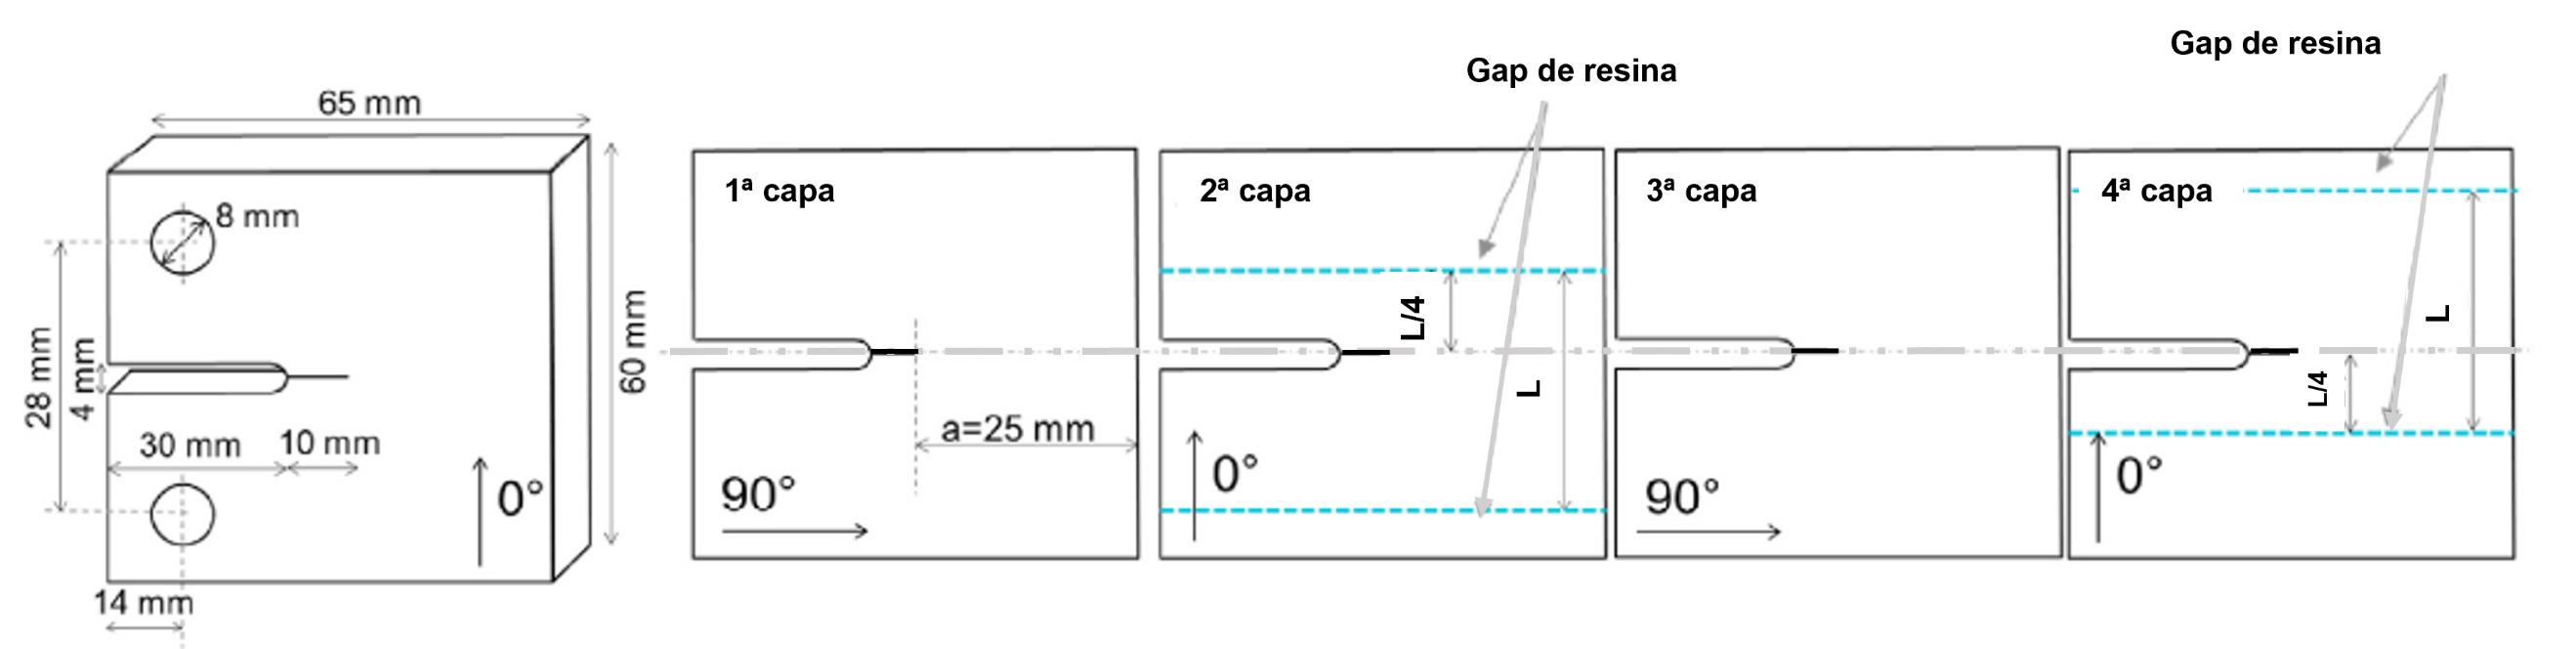 65 mm
8 mm
28 mm
4 mm
30 mm
10 mm
0°
60 mm
14 mm
1ª capa
a=25 mm
90°
Gap de resina
2ª capa
L/4
L
0°
3ª capa
90°
Gap de resina
4ª capa
L
L/4
0°